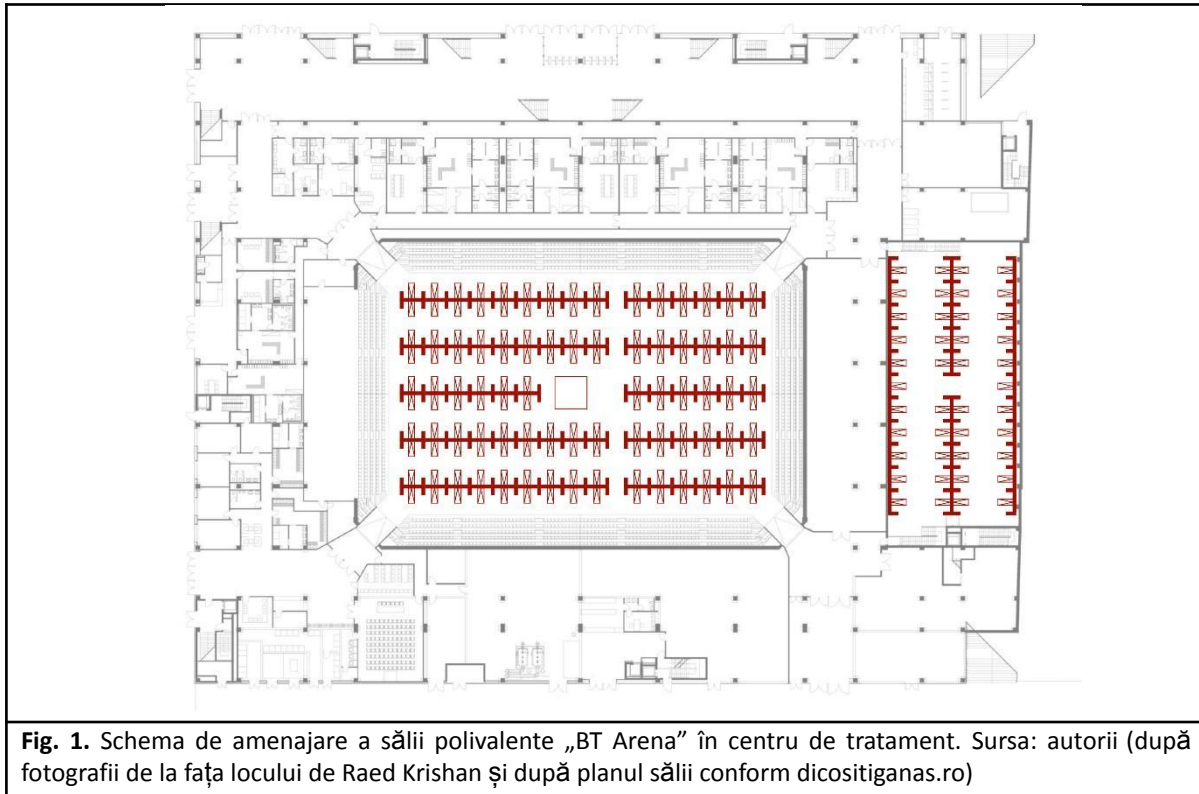 Fig. 1. Schema de amenajare a sălii polivalente „BT Arena” în centru de tratament. Sursa: autorii (după
fotografii de la fața locului de Raed Krishan și după planul sălii conform dicositiganas.ro)